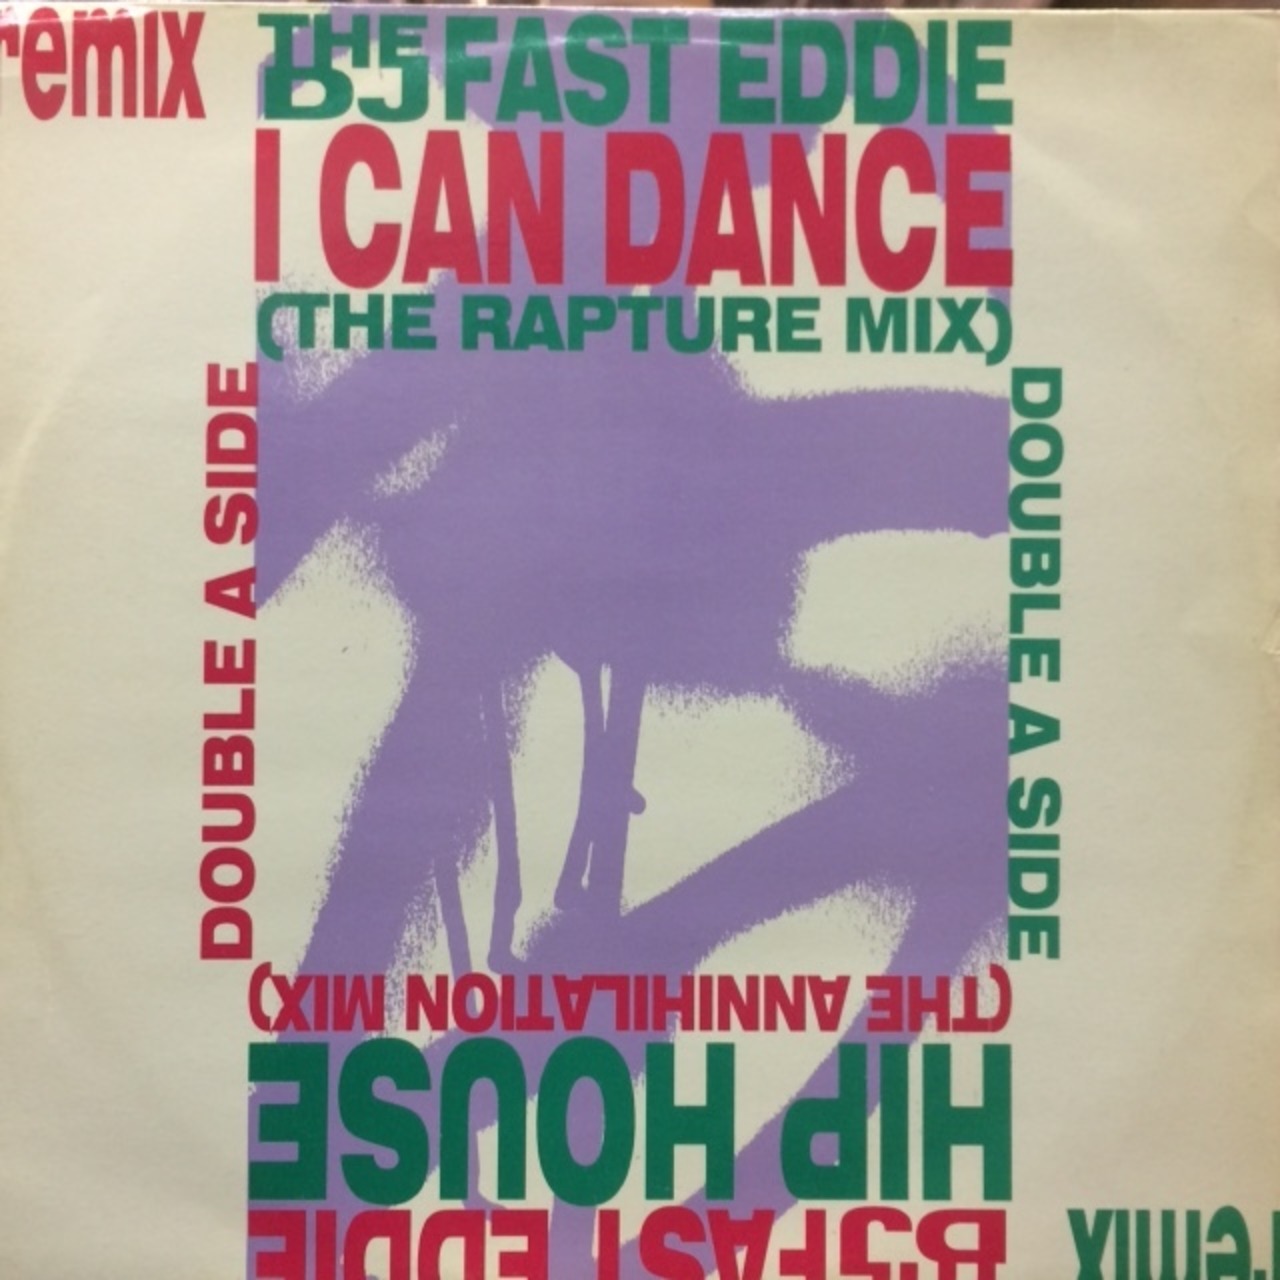 remix
THE DJ FAST EDDIE
I CAN DANCE
(THE RAPTURE MIX)
DOUBLE A SIDE
DOUBLE A SIDE
(THE ANNIHILATION MIX)
HIP HOUSE
DJ FAST EDDIE
remix